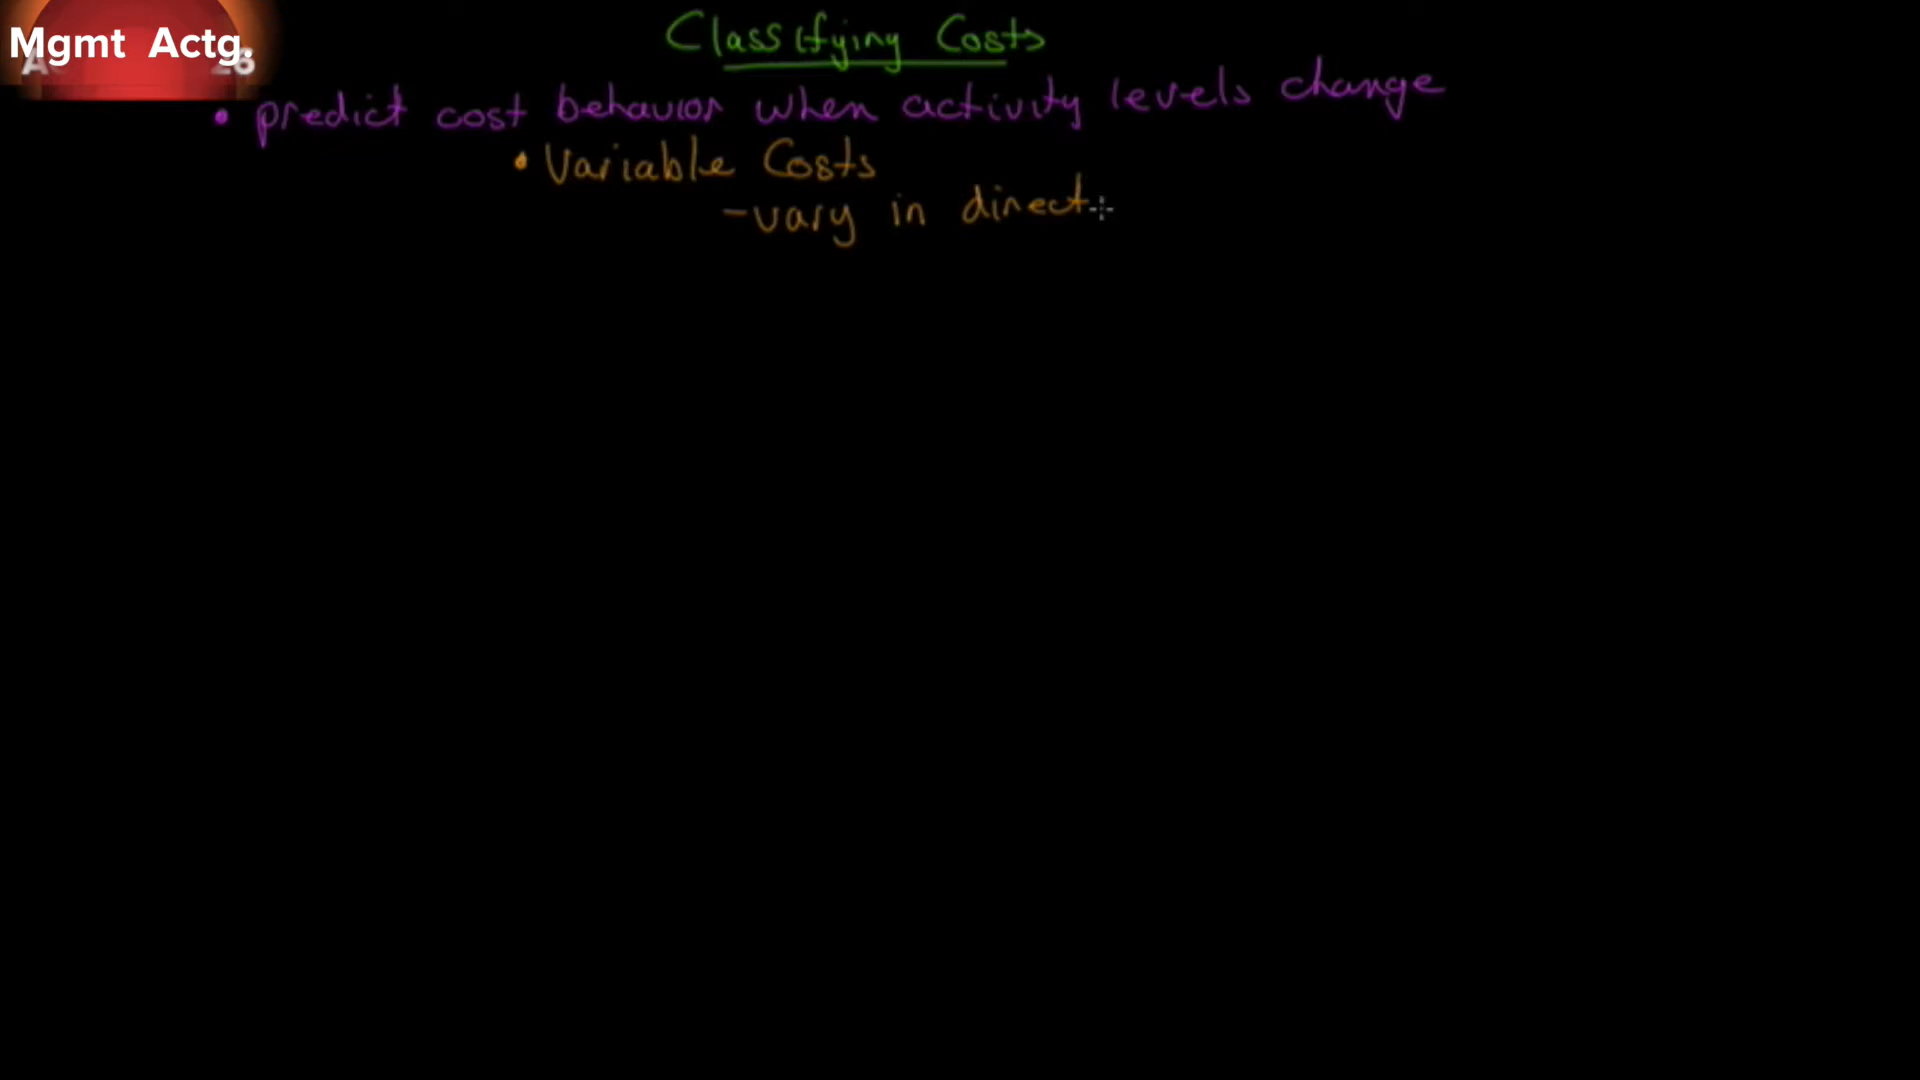 Mgmt Actg.
Classifying Costs
• predict cost behavior when activity levels change
• Variable Costs
- vary in direct